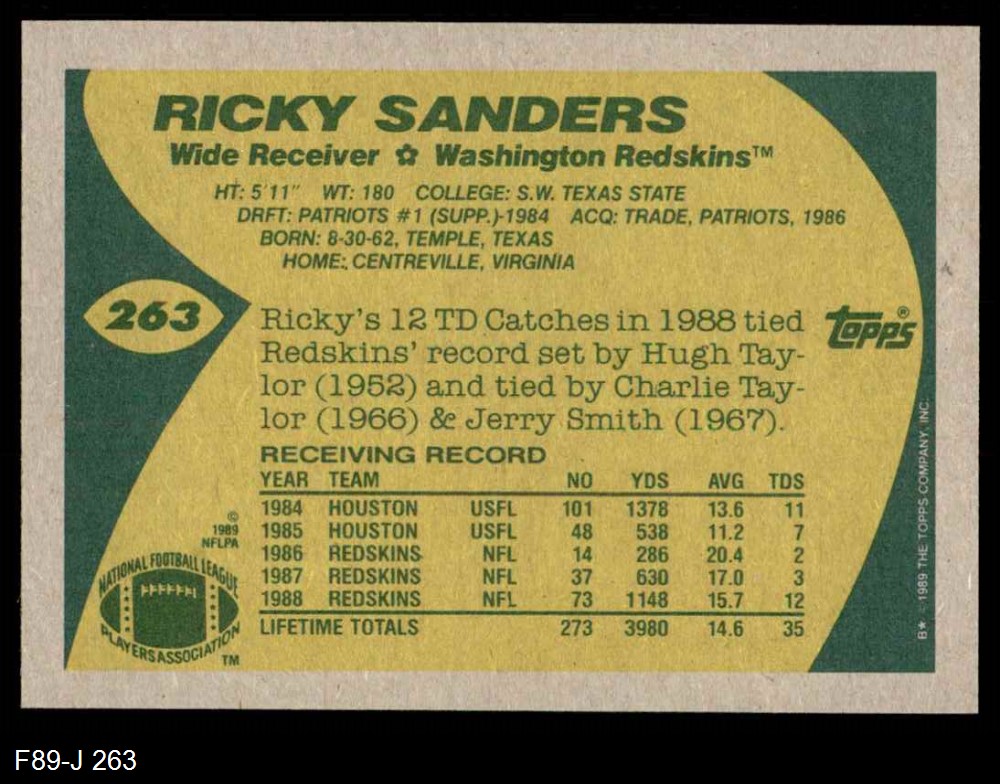 RICKY SANDERS
Wide Receiver ✿ Washington Redskins™
HT: 5'11" WT: 180 COLLEGE: S.W. TEXAS STATE
DRFT: PATRIOTS #1 (SUPP.)-1984 ACQ: TRADE, PATRIOTS, 1986
BORN: 8-30-62, TEMPLE, TEXAS
HOME: CENTREVILLE, VIRGINIA
263
Ricky's 12 TD Catches in 1988 tied
Redskins' record set by Hugh Tay-
lor (1952) and tied by Charlie Tay-
lor (1966) & Jerry Smith (1967).
topps®
RECEIVING RECORD
YEAR TEAM NO YDS AVG TDS
1984 HOUSTON USFL 101 1378 13.6 11
1985 HOUSTON USFL 48 538 11.2 7
1986 REDSKINS NFL 14 286 20.4 2
1987 REDSKINS NFL 37 630 17.0 3
1988 REDSKINS NFL 73 1148 15.7 12
LIFETIME TOTALS 273 3980 14.6 35
©
1989
NFLPA
NATIONAL FOOTBALL LEAGUE
PLAYERS ASSOCIATION
TM
B* ©1989 THE TOPPS COMPANY, INC.
F89-J 263